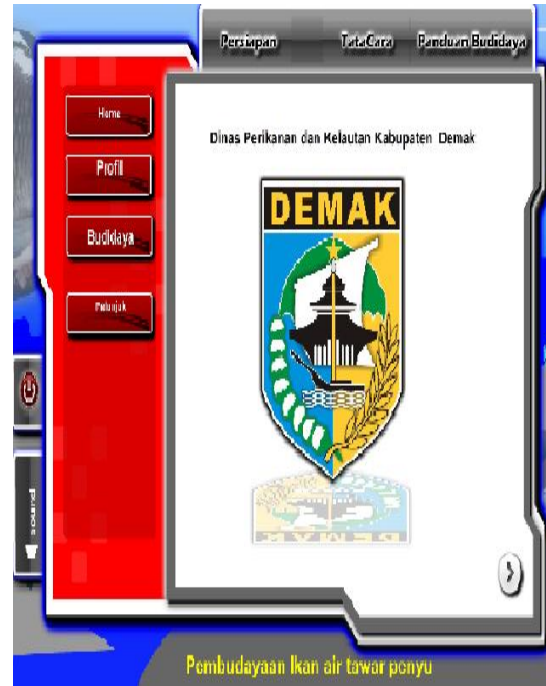 Persiapan TataCara Panduan Budidaya
Home
Profil
Budidaya
Petunjuk
Dinas Perikanan dan Kelautan Kabupaten Demak
DEMAK
sound
Pembudayaan Ikan air tawar penyu